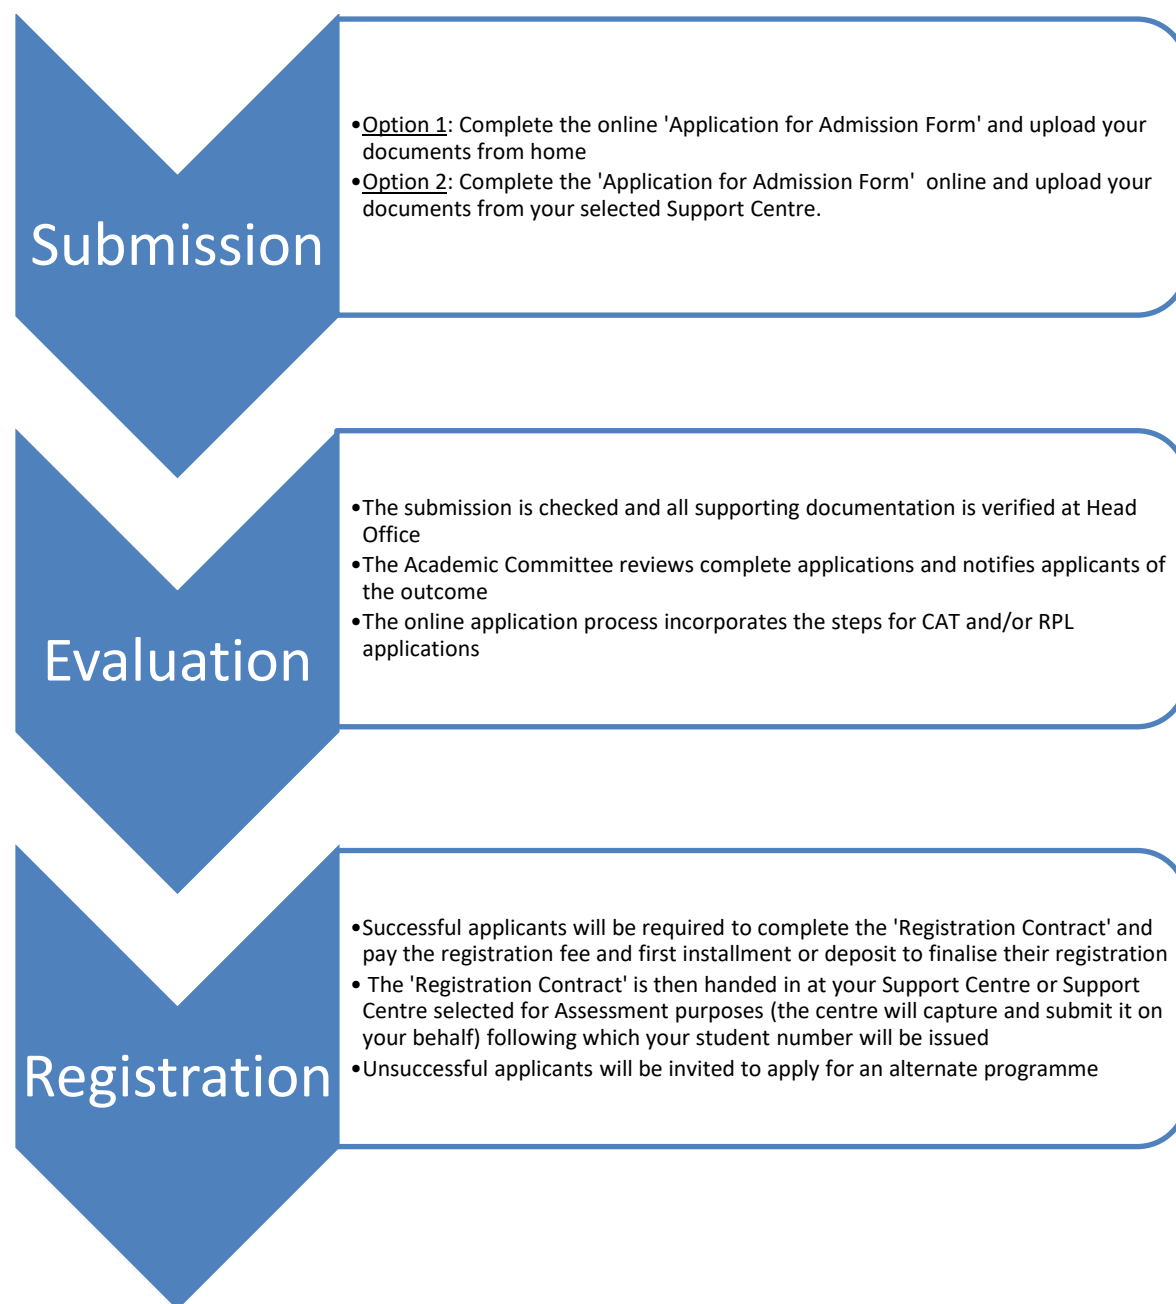 Submission
•Option 1: Complete the online 'Application for Admission Form' and upload your
documents from home
•Option 2: Complete the 'Application for Admission Form'  online and upload your
documents from your selected Support Centre.
Evaluation
•The submission is checked and all supporting documentation is verified at Head
Office
•The Academic Committee reviews complete applications and notifies applicants of
the outcome
•The online application process incorporates the steps for CAT and/or RPL
applications
Registration
•Successful applicants will be required to complete the 'Registration Contract' and
pay the registration fee and first installment or deposit to finalise their registration
• The 'Registration Contract' is then handed in at your Support Centre or Support
Centre selected for Assessment purposes (the centre will capture and submit it on
your behalf) following which your student number will be issued
•Unsuccessful applicants will be invited to apply for an alternate programme